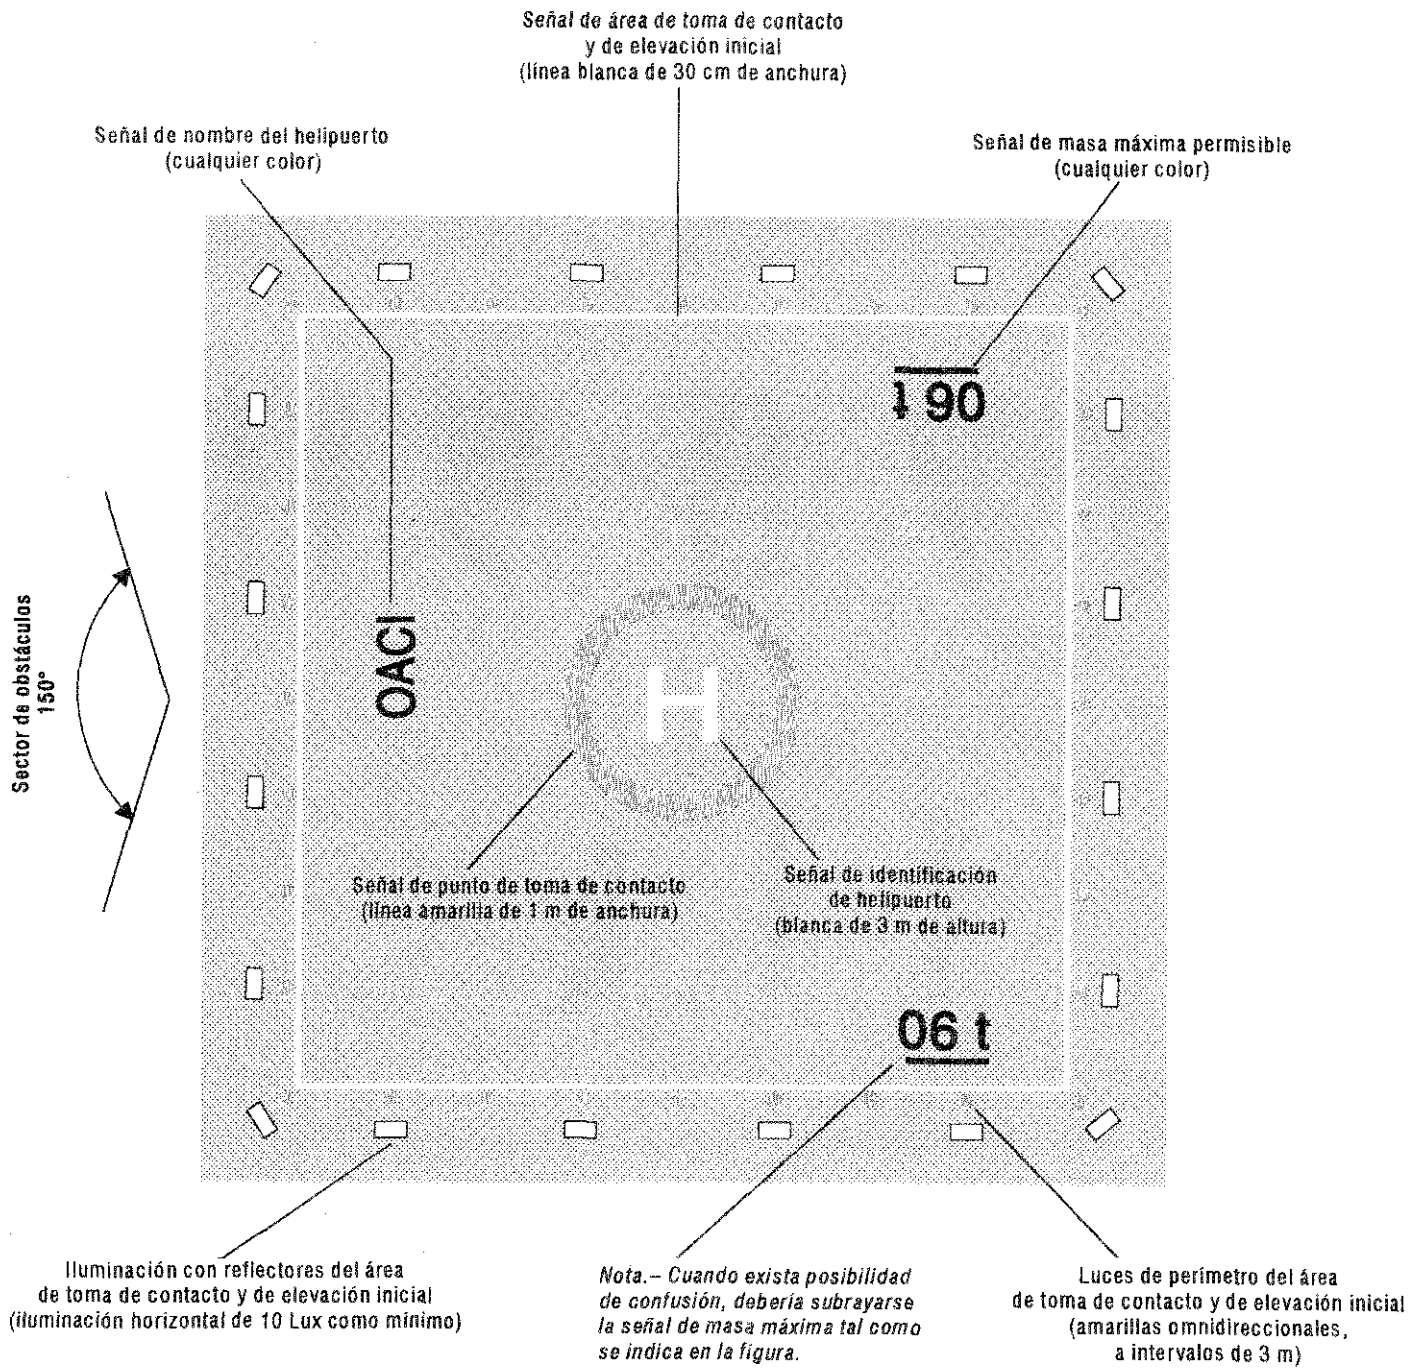 Señal de área de toma de contacto
y de elevación inicial
(línea blanca de 30 cm de anchura)
Señal de nombre del helipuerto
(cualquier color)
Señal de masa máxima permisible
(cualquier color)
06 t
Sector de obstáculos
150°
OACI
H
Señal de punto de toma de contacto
(línea amarilla de 1 m de anchura)
Señal de identificación
de helipuerto
(blanca de 3 m de altura)
06 t
Iluminación con reflectores del área
de toma de contacto y de elevación inicial
(iluminación horizontal de 10 Lux como mínimo)
Nota.– Cuando exista posibilidad
de confusión, debería subrayarse
la señal de masa máxima tal como
se indica en la figura.
Luces de perímetro del área
de toma de contacto y de elevación inicial
(amarillas omnidireccionales,
a intervalos de 3 m)